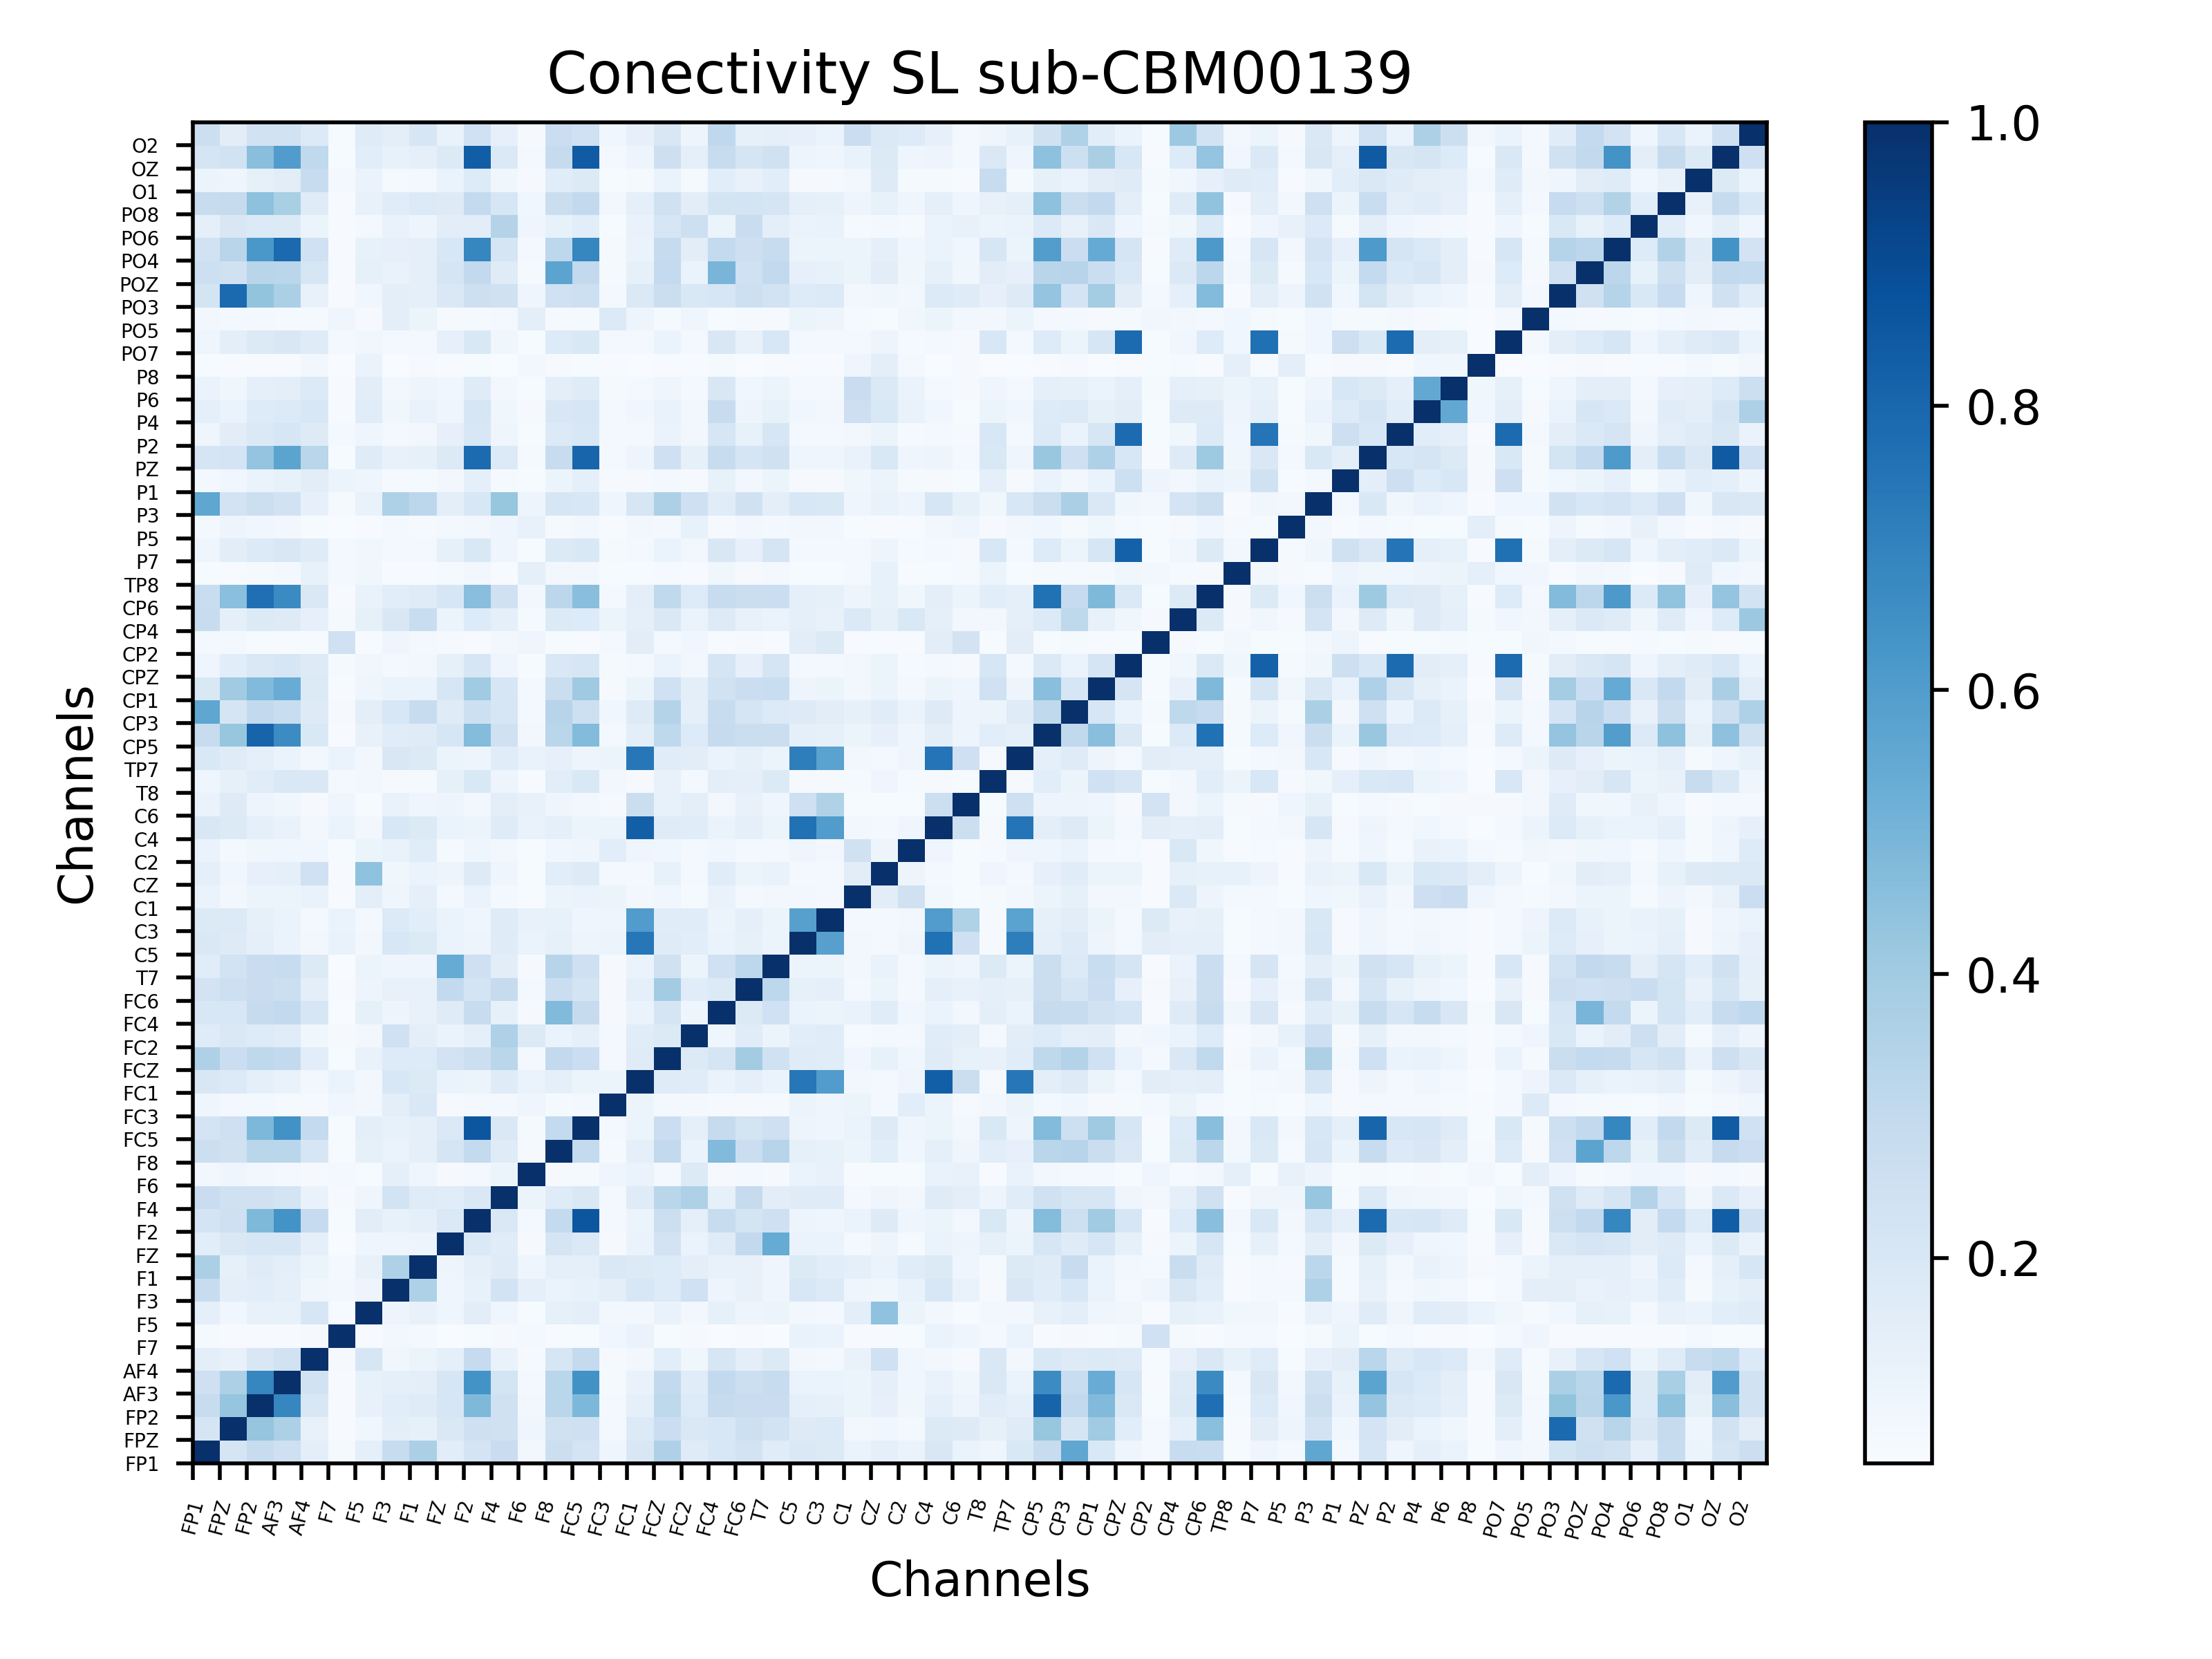 Conectivity SL sub-CBM00139
Channels
O2
OZ
O1
PO8
PO6
PO4
POZ
PO3
PO5
PO7
P8
P6
P4
P2
PZ
P1
P3
P5
P7
TP8
CP6
CP4
CP2
CPZ
CP1
CP3
CP5
TP7
T8
C6
C4
C2
CZ
C1
C3
C5
T7
FC6
FC4
FC2
FCZ
FC1
FC3
FC5
F8
F6
F4
F2
FZ
F1
F3
F5
F7
AF4
AF3
FP2
FPZ
FP1
FP1 FPZ FP2 AF3 AF4 F7 F5 F3 F1 FZ F2 F4 F6 F8 FC5 FC3 FC1 FCZ FC2 FC4 FC6 T7 C5 C3 C1 CZ C2 C4 C6 T8 TP7 CP5 CP3 CP1 CPZ CP2 CP4 CP6 TP8 P7 P5 P3 P1 PZ P2 P4 P6 P8 PO7 PO5 PO3 POZ PO4 PO6 PO8 O1 OZ O2
Channels
1.0
0.8
0.6
0.4
0.2